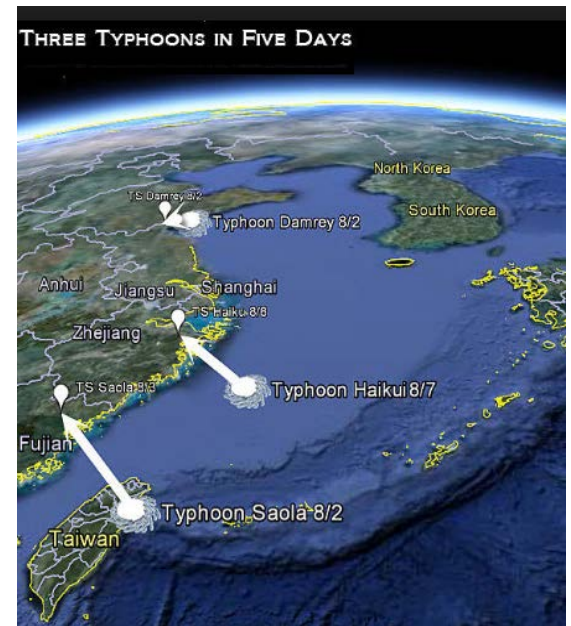 THREE TYPHOONS IN FIVE DAYS
North Korea
TS Damrey 8/2
South Korea
Typhoon Damrey 8/2
Anhui
Jiangsu
Shanghai
TS Haiku 8/8
Zhejiang
TS Saola 8/3
Typhoon Haikui 8/7
Fujian
Typhoon Saola 8/2
Taiwan